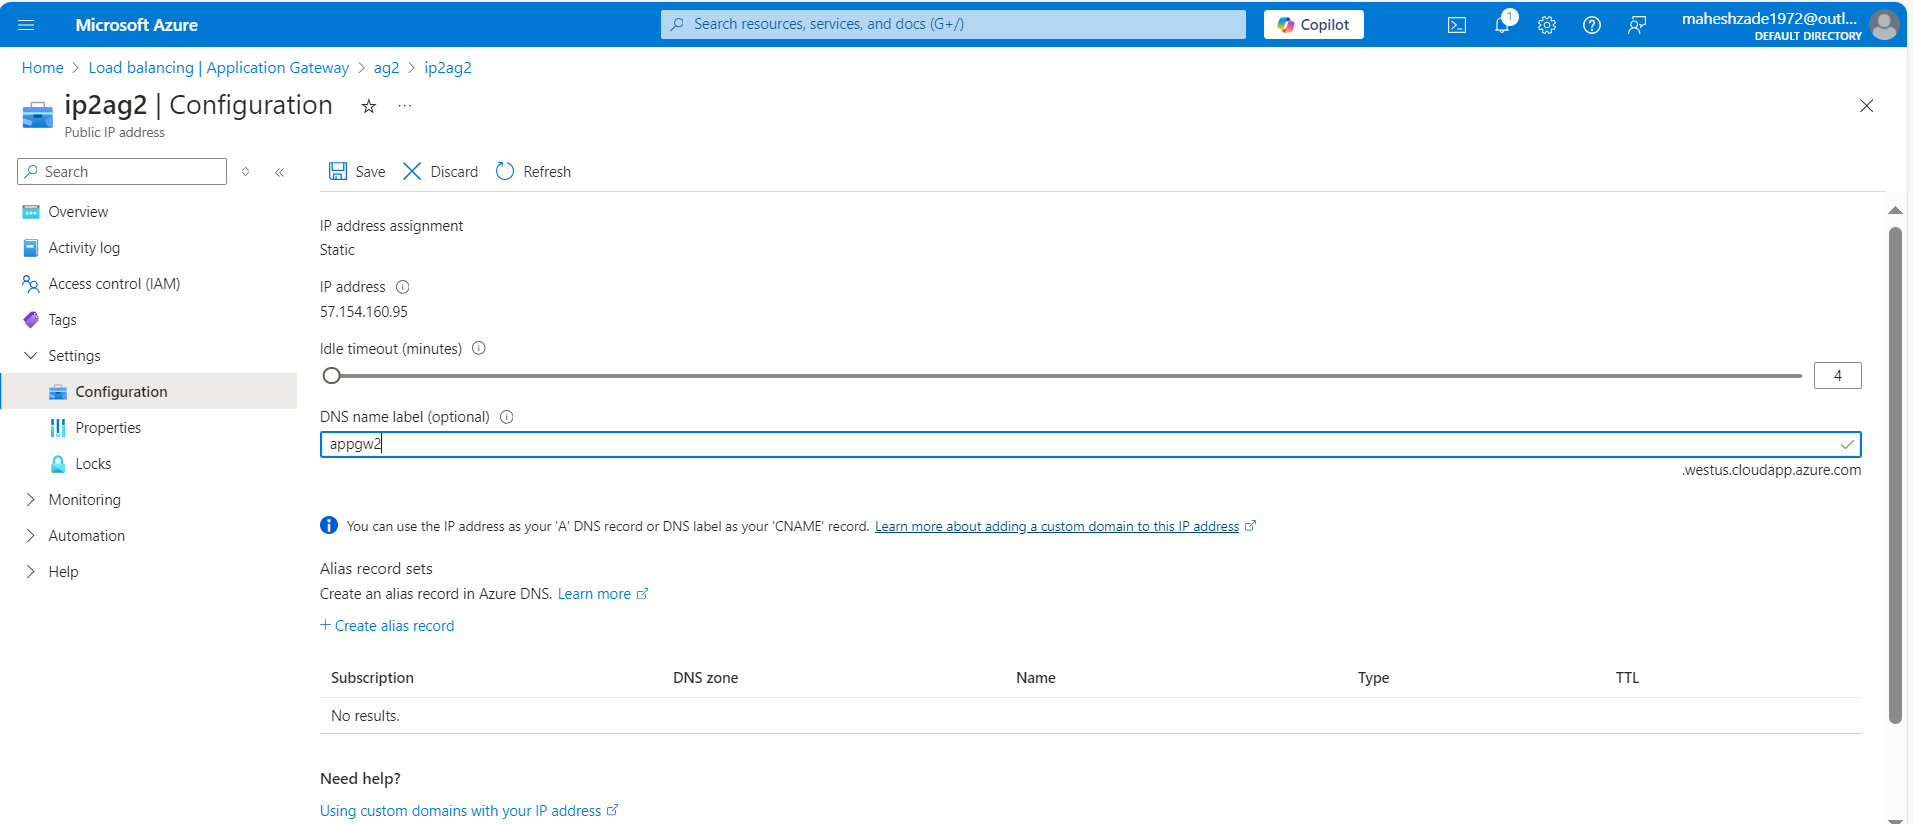 Microsoft Azure
Search resources, services, and docs (G+/)
Copilot
1
maheshzade1972@outl...
DEFAULT DIRECTORY
Home > Load balancing | Application Gateway > ag2 > ip2ag2
ip2ag2 | Configuration
Public IP address
Search
Save
Discard
Refresh
Overview
Activity log
Access control (IAM)
Tags
Settings
Configuration
Properties
Locks
Monitoring
Automation
Help
IP address assignment
Static
IP address
57.154.160.95
Idle timeout (minutes)
4
DNS name label (optional)
appgw2
.westus.cloudapp.azure.com
You can use the IP address as your 'A' DNS record or DNS label as your 'CNAME' record. Learn more about adding a custom domain to this IP address
Alias record sets
Create an alias record in Azure DNS. Learn more
+ Create alias record
Subscription DNS zone Name Type TTL
No results.
Need help?
Using custom domains with your IP address